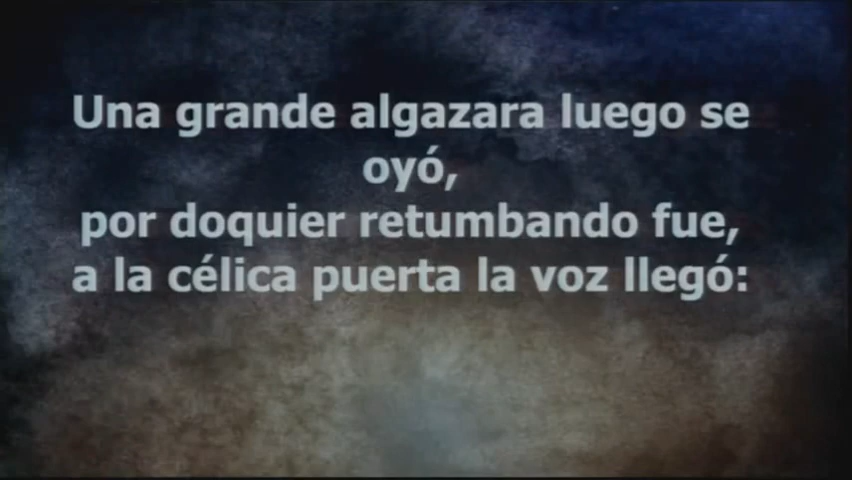 Una grande algazara luego se
oyó,
por doquier retumbando fue,
a la célica puerta la voz llegó: